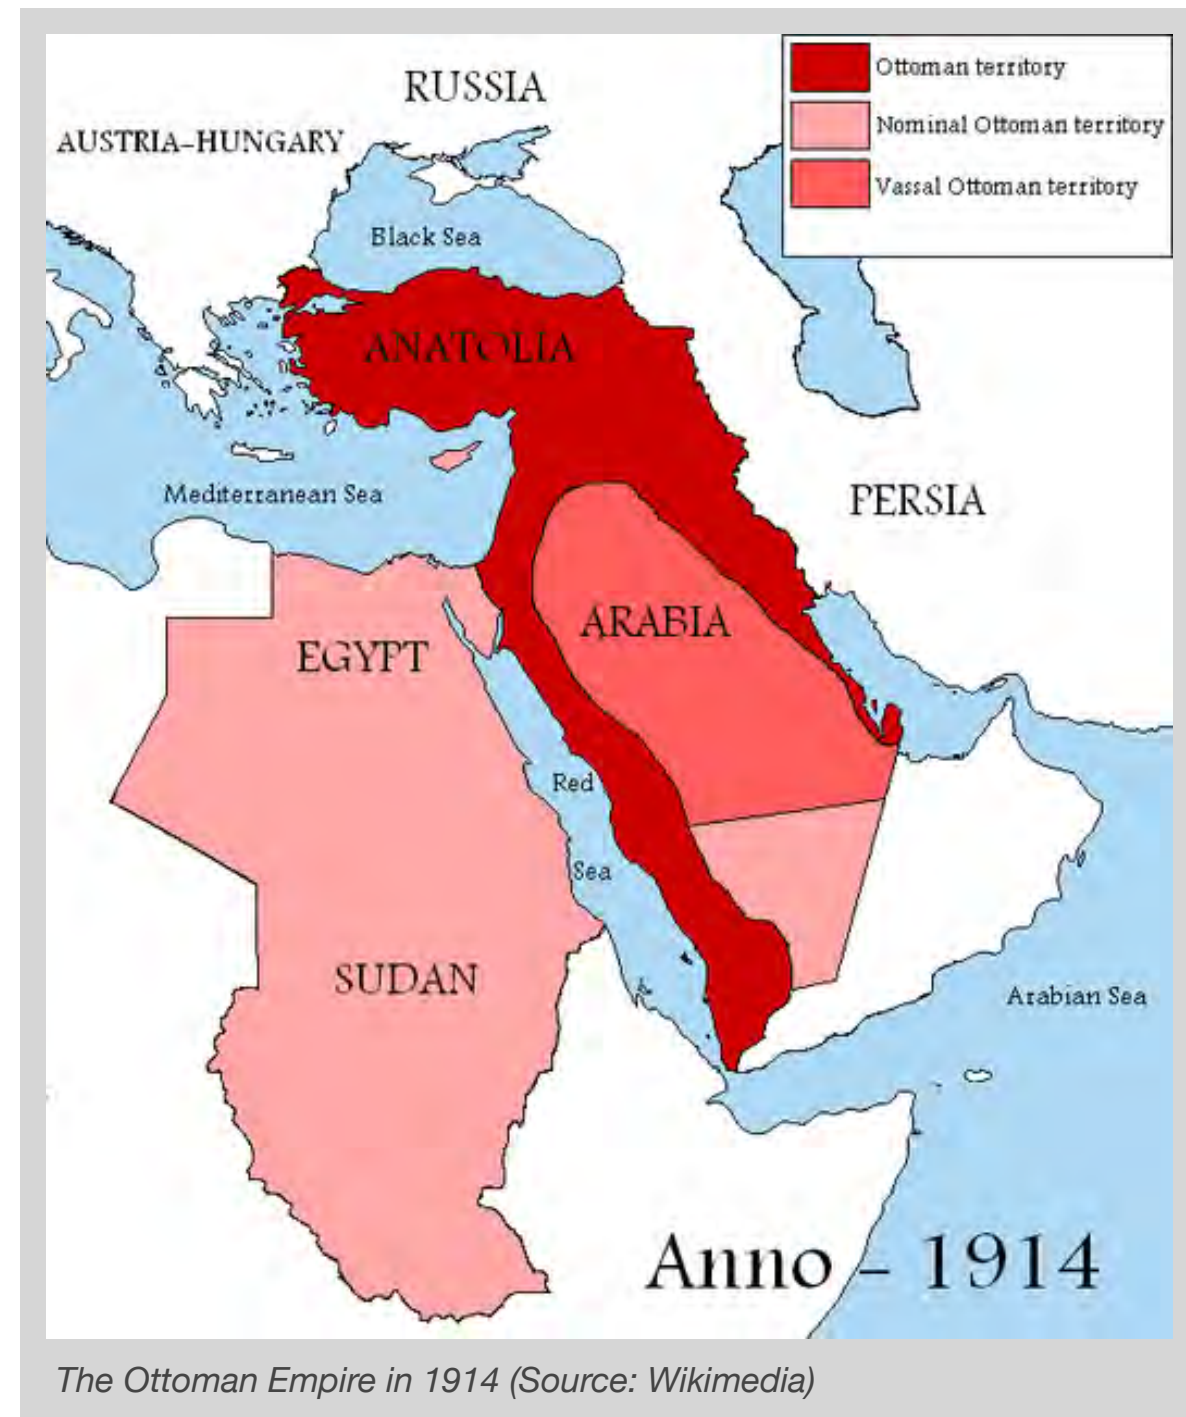 Ottoman territory
Nominal Ottoman territory
Vassal Ottoman territory
RUSSIA
AUSTRIA-HUNGARY
Black Sea
ANATOLIA
Mediterranean Sea
PERSIA
ARABIA
EGYPT
Red
Sea
SUDAN
Arabian Sea
Anno - 1914
The Ottoman Empire in 1914 (Source: Wikimedia)